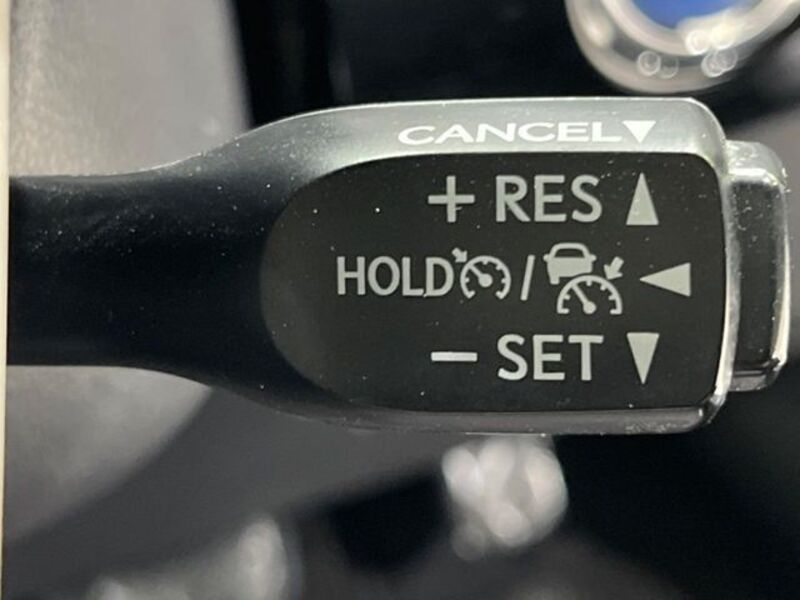 CANCEL▼
+ RES ▲
HOLD / ◀
− SET ▼